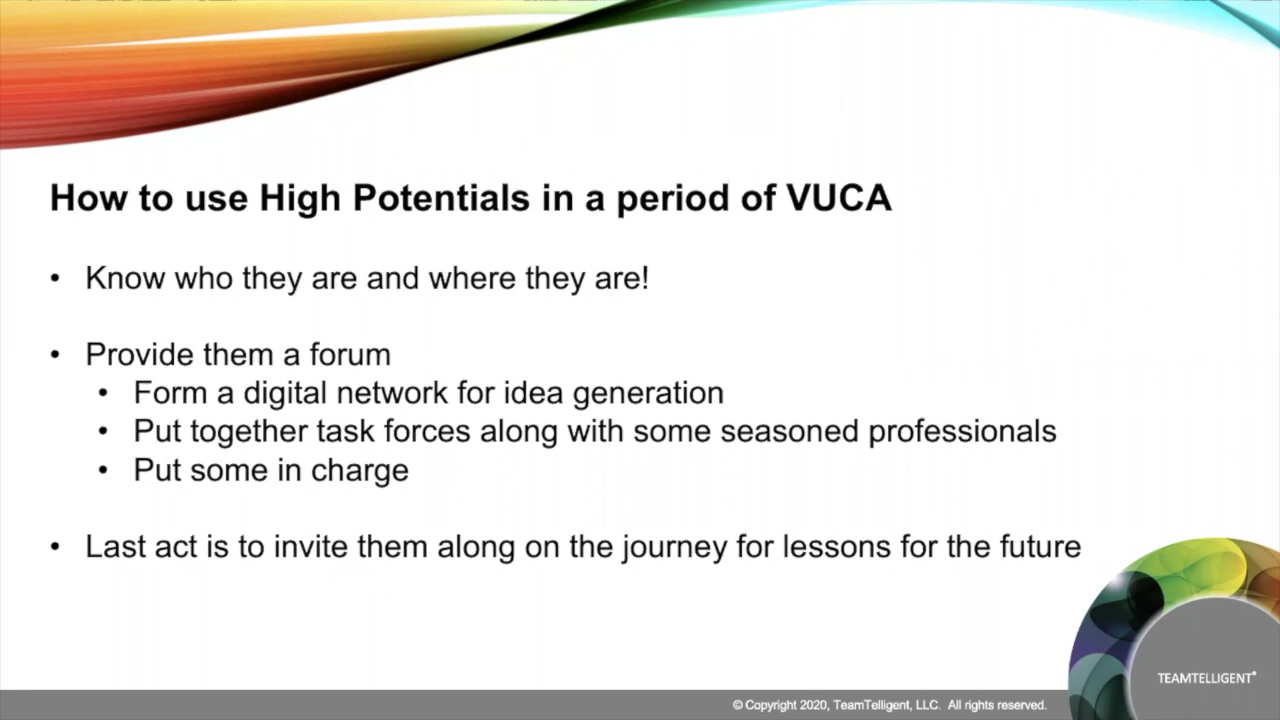 How to use High Potentials in a period of VUCA
• Know who they are and where they are!
• Provide them a forum
• Form a digital network for idea generation
• Put together task forces along with some seasoned professionals
• Put some in charge
• Last act is to invite them along on the journey for lessons for the future
TEAMTELLIGENT®
© Copyright 2020, TeamTelligent, LLC. All rights reserved.